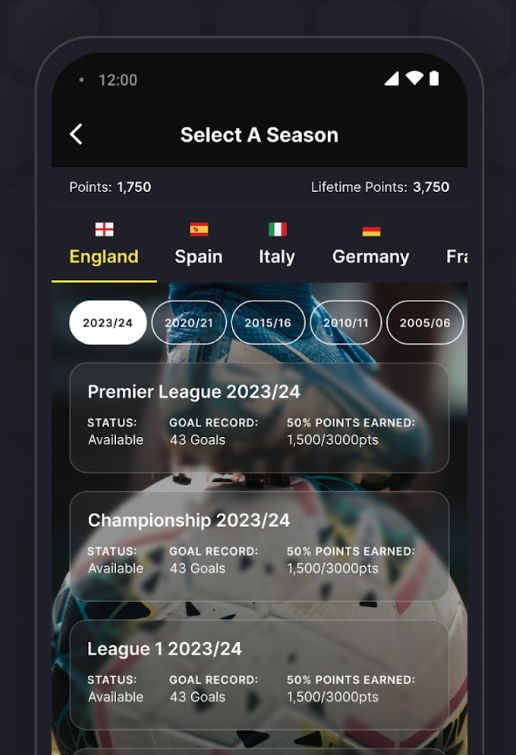 12:00
Select A Season
Points: 1,750
Lifetime Points: 3,750
England Spain Italy Germany Fra
2023/24 2020/21 2015/16 2010/11 2005/06
Premier League 2023/24
STATUS: GOAL RECORD: 50% POINTS EARNED:
Available 43 Goals 1,500/3000pts
Championship 2023/24
STATUS: GOAL RECORD: 50% POINTS EARNED:
Available 43 Goals 1,500/3000pts
League 1 2023/24
STATUS: GOAL RECORD: 50% POINTS EARNED:
Available 43 Goals 1,500/3000pts